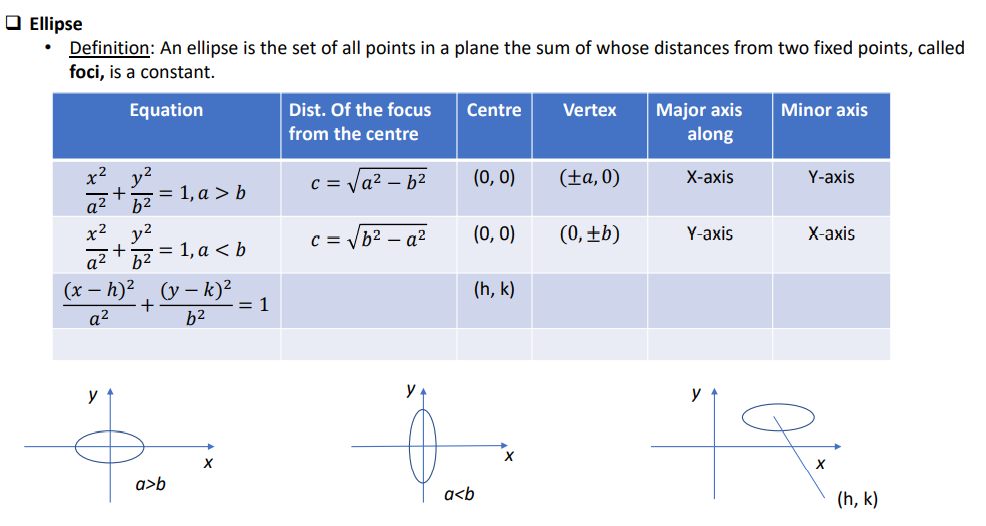 ❑ Ellipse
• Definition: An ellipse is the set of all points in a plane the sum of whose distances from two fixed points, called
foci, is a constant.
Equation | Dist. Of the focus from the centre | Centre | Vertex | Major axis along | Minor axis
x²/a² + y²/b² = 1, a > b | c = √(a² − b²) | (0, 0) | (±a, 0) | X-axis | Y-axis
x²/a² + y²/b² = 1, a < b | c = √(b² − a²) | (0, 0) | (0, ±b) | Y-axis | X-axis
(x − h)²/a² + (y − k)²/b² = 1 | (h, k)
y
x
a>b
y
x
a<b
y
x
(h, k)